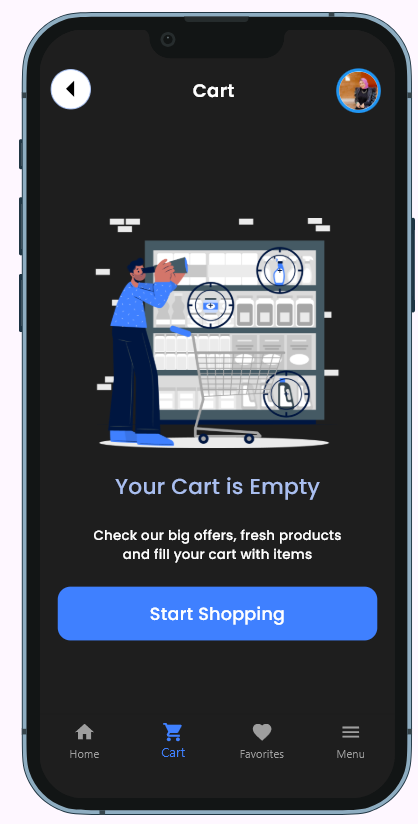 Cart
Your Cart is Empty
Check our big offers, fresh products
and fill your cart with items
Start Shopping
Home
Cart
Favorites
Menu